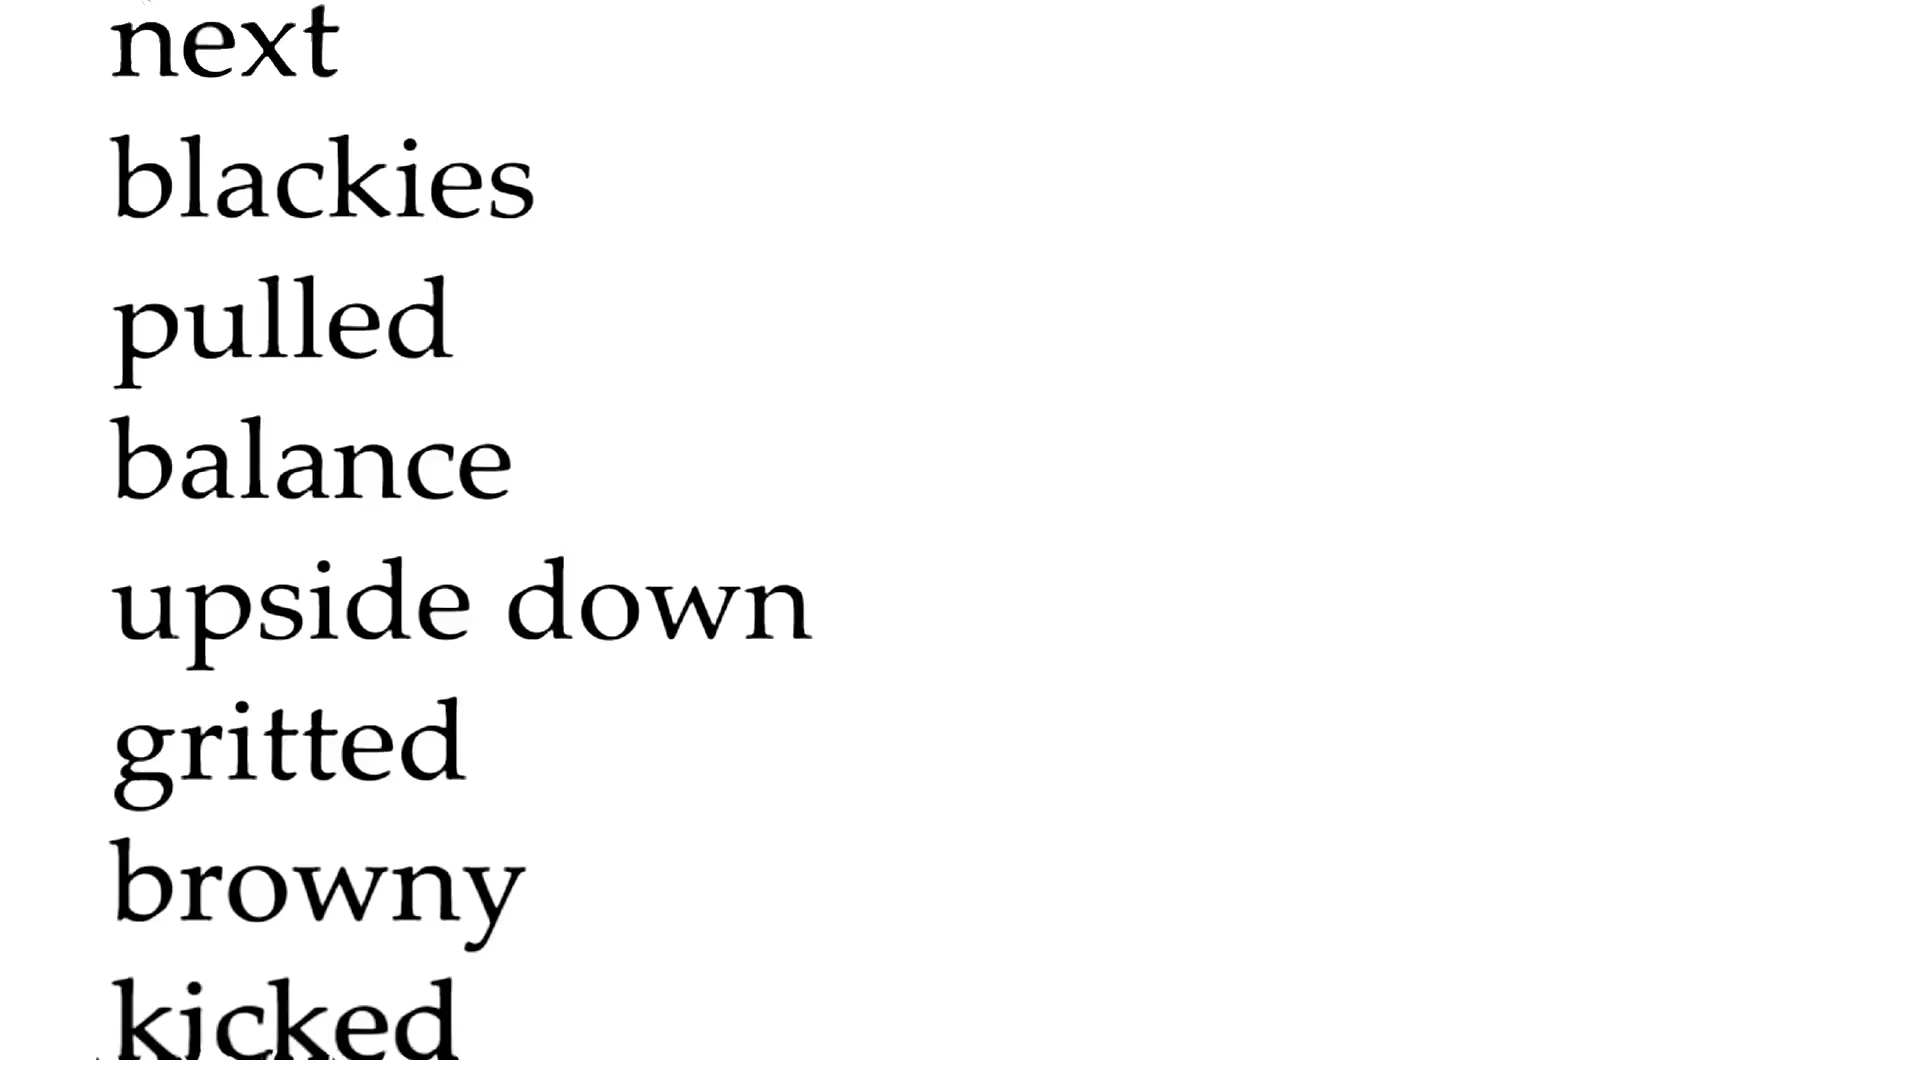 next
blackies
pulled
balance
upside down
gritted
browny
kicked